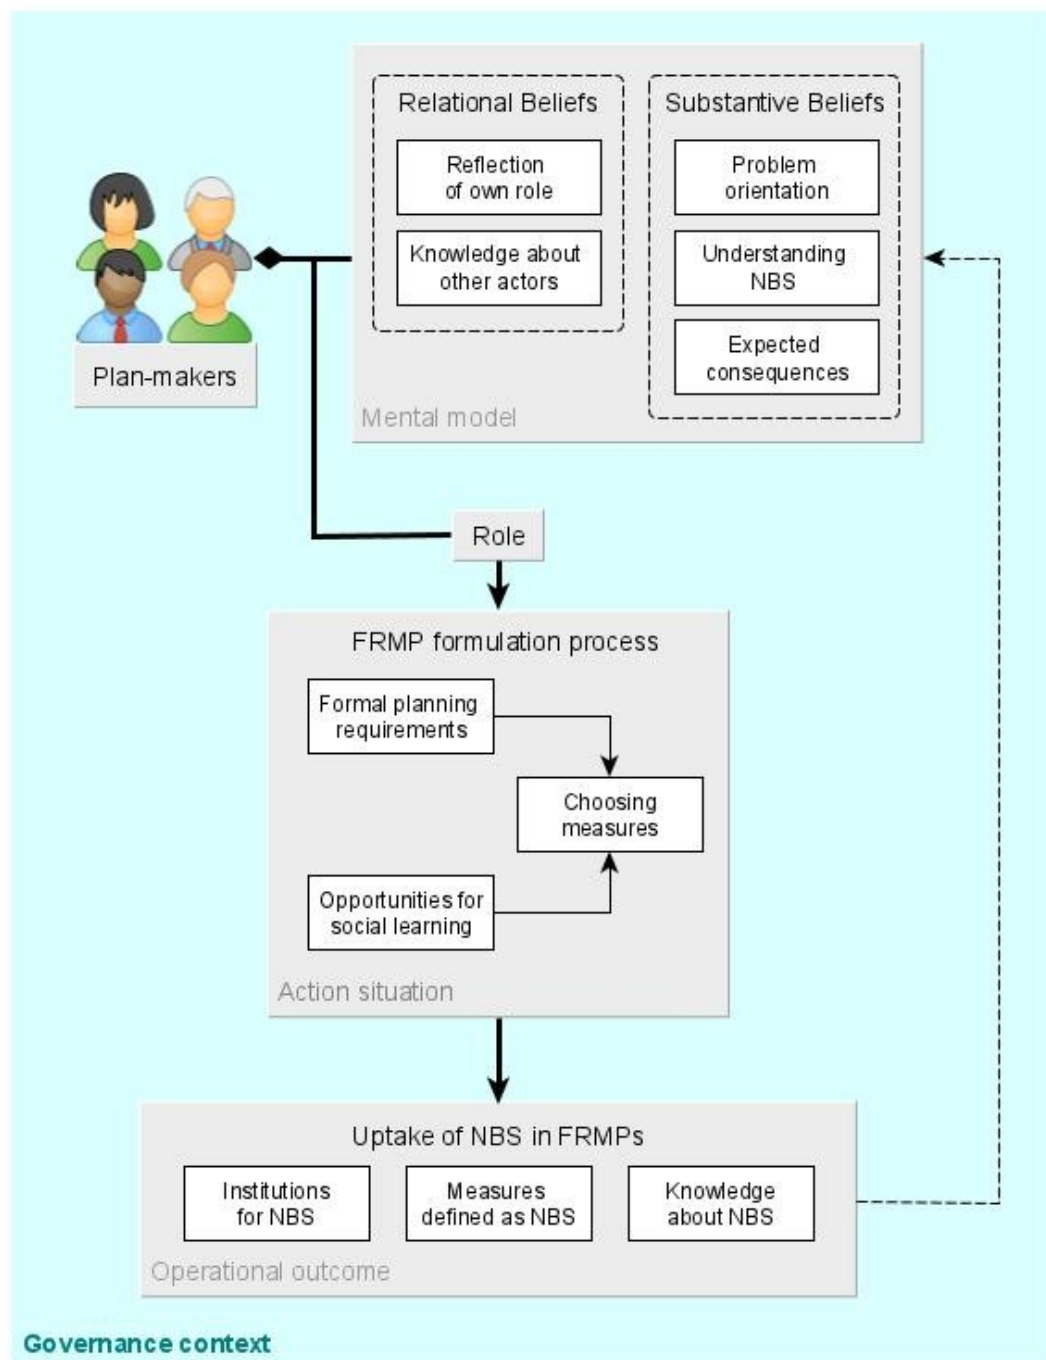 Relational Beliefs
Reflection
of own role
Knowledge about
other actors
Substantive Beliefs
Problem
orientation
Understanding
NBS
Expected
consequences
Mental model
Plan-makers
Role
FRMP formulation process
Formal planning
requirements
Choosing
measures
Opportunities for
social learning
Action situation
Uptake of NBS in FRMPs
Institutions
for NBS
Measures
defined as NBS
Knowledge
about NBS
Operational outcome
Governance context